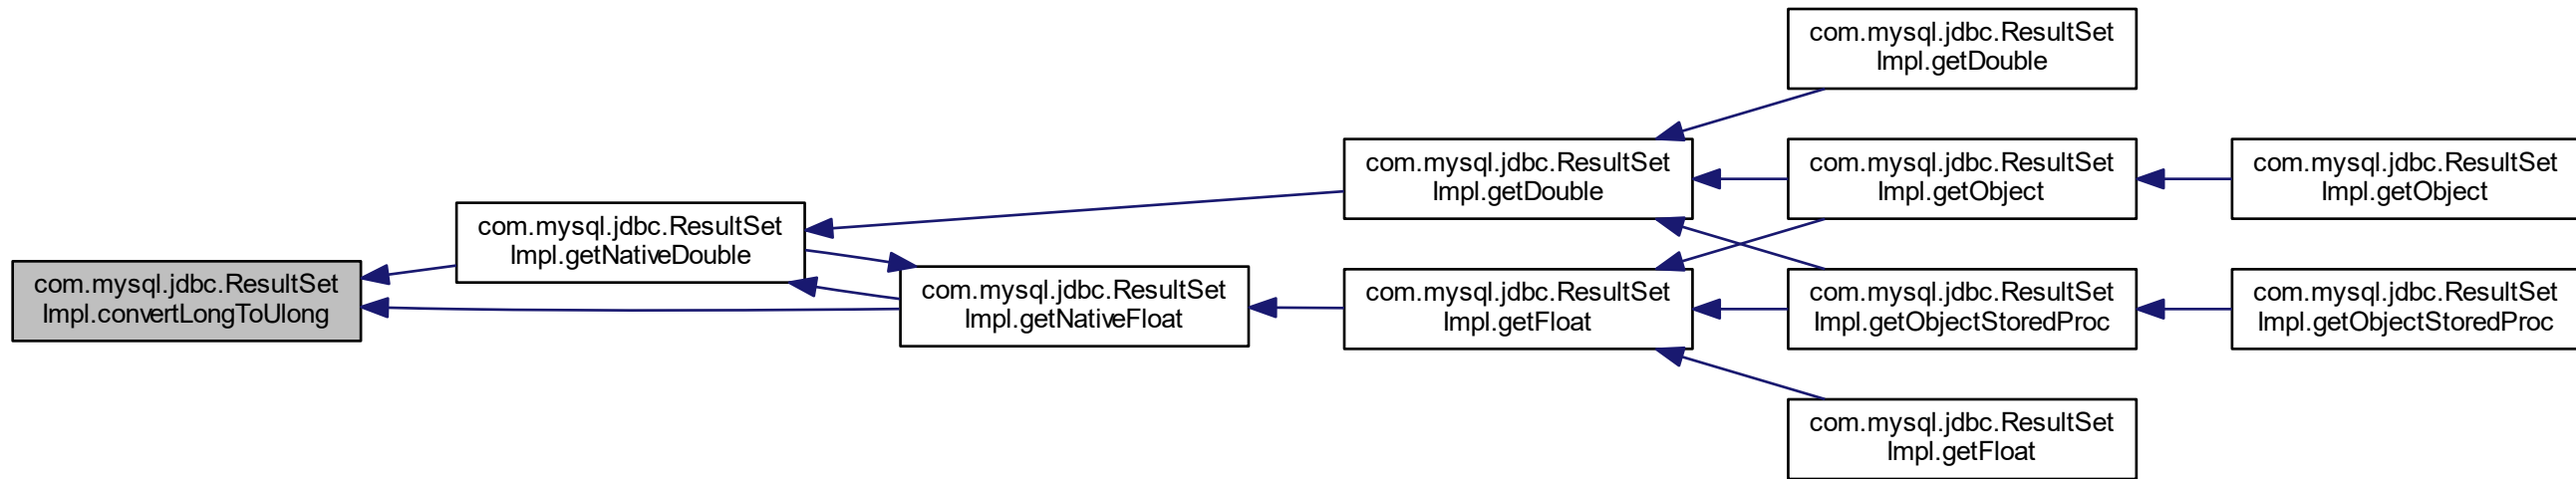 com.mysql.jdbc.ResultSet
Impl.convertLongToUlong
com.mysql.jdbc.ResultSet
Impl.getNativeDouble
com.mysql.jdbc.ResultSet
Impl.getNativeFloat
com.mysql.jdbc.ResultSet
Impl.getDouble
com.mysql.jdbc.ResultSet
Impl.getFloat
com.mysql.jdbc.ResultSet
Impl.getDouble
com.mysql.jdbc.ResultSet
Impl.getObject
com.mysql.jdbc.ResultSet
Impl.getObjectStoredProc
com.mysql.jdbc.ResultSet
Impl.getFloat
com.mysql.jdbc.ResultSet
Impl.getObject
com.mysql.jdbc.ResultSet
Impl.getObjectStoredProc